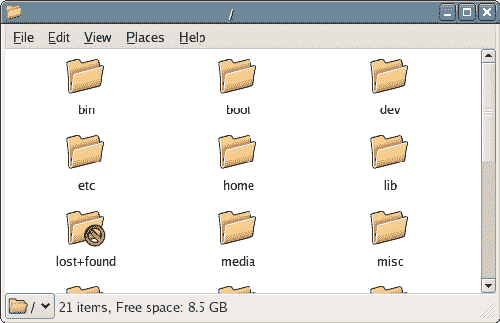 /
File Edit View Places Help
bin boot dev
etc home lib
lost+found media misc
/ 21 items, Free space: 8.5 GB